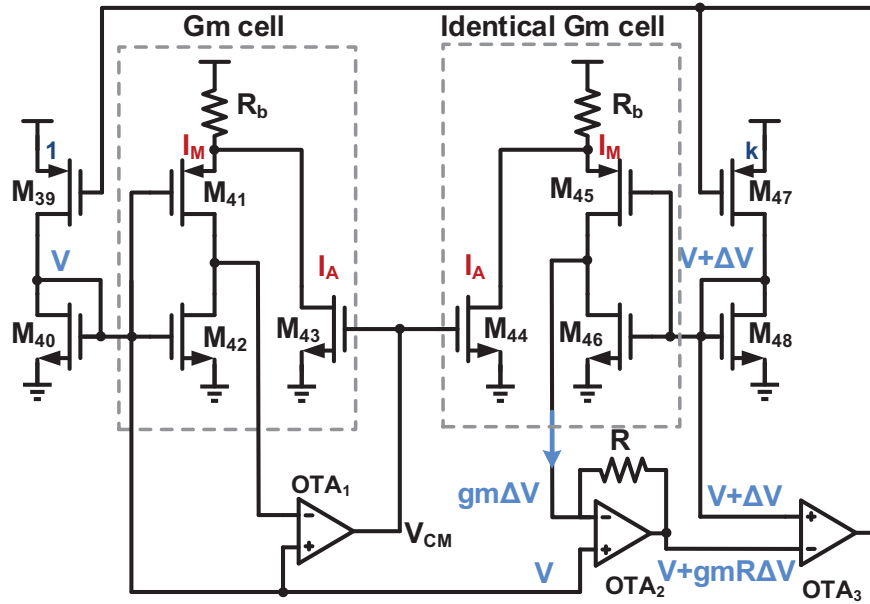 Gm cell
Identical Gm cell
R_b
R_b
1
I_M
I_M
k
M_39
M_41
M_45
M_47
V
V+ΔV
I_A
I_A
M_40
M_42
M_43
M_44
M_46
M_48
R
OTA_1
gmΔV
V+ΔV
-
+
V_CM
-
+
+
-
V
OTA_2
V+gmRΔV
OTA_3